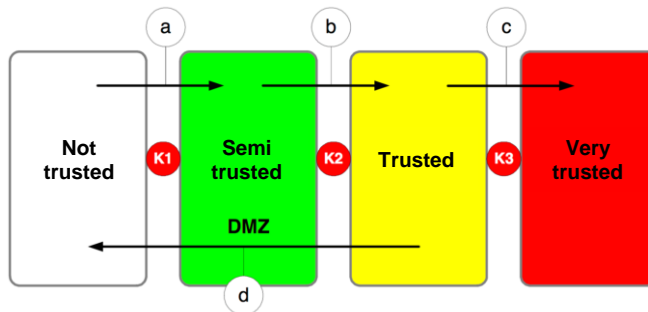 a
b
c
Not
trusted
K1
Semi
trusted
K2
Trusted
K3
Very
trusted
DMZ
d